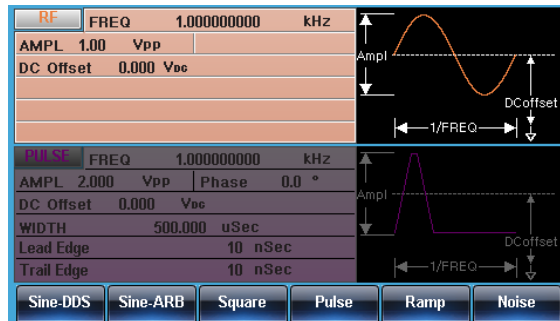 RF FREQ 1.000000000 kHz
AMPL 1.00 Vpp
DC Offset 0.000 VDC
Ampl
DCoffset
1/FREQ
PULSE FREQ 1.000000000 kHz
AMPL 2.000 Vpp Phase 0.0 °
DC Offset 0.000 VDC
WIDTH 500.000 uSec
Lead Edge 10 nSec
Trail Edge 10 nSec
Ampl
DCoffset
1/FREQ
Sine-DDS Sine-ARB Square Pulse Ramp Noise